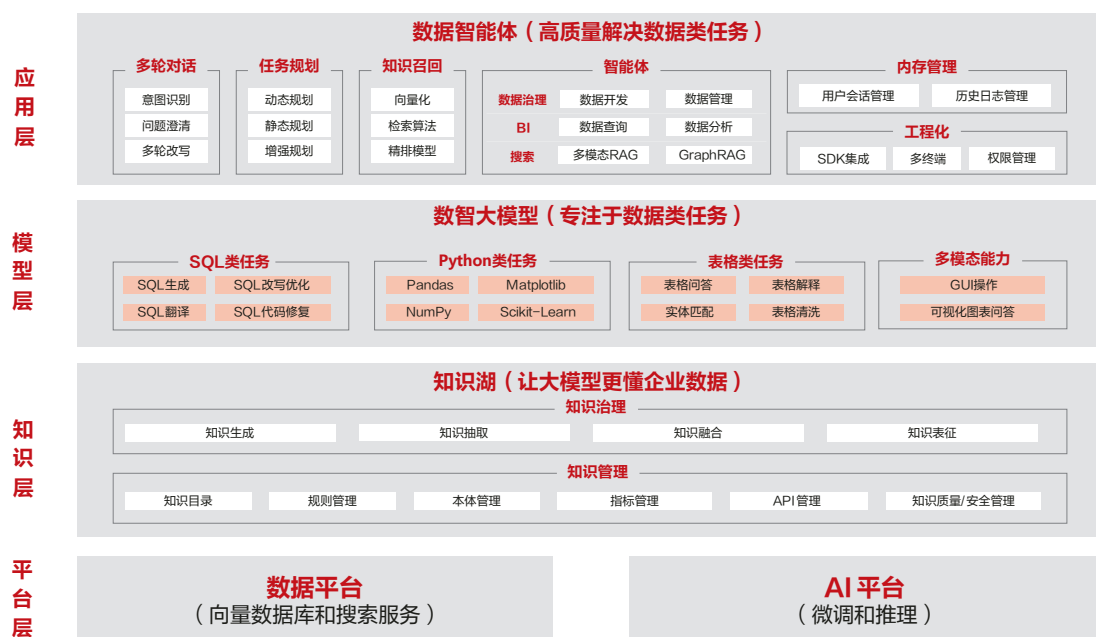 应用层
数据智能体（高质量解决数据类任务）
多轮对话
意图识别
问题澄清
多轮改写
任务规划
动态规划
静态规划
增强规划
知识召回
向量化
检索算法
精排模型
智能体
数据治理 数据开发 数据管理
BI 数据查询 数据分析
搜索 多模态RAG GraphRAG
内存管理
用户会话管理 历史日志管理
工程化
SDK集成 多终端 权限管理
模型层
数智大模型（专注于数据类任务）
SQL类任务
SQL生成 SQL改写优化
SQL翻译 SQL代码修复
Python类任务
Pandas Matplotlib
NumPy Scikit-Learn
表格类任务
表格问答 表格解释
实体匹配 表格清洗
多模态能力
GUI操作
可视化图表问答
知识层
知识湖（让大模型更懂企业数据）
知识治理
知识生成 知识抽取 知识融合 知识表征
知识管理
知识目录 规则管理 本体管理 指标管理 API管理 知识质量/安全管理
平台层
数据平台
（向量数据库和搜索服务）
AI 平台
（微调和推理）